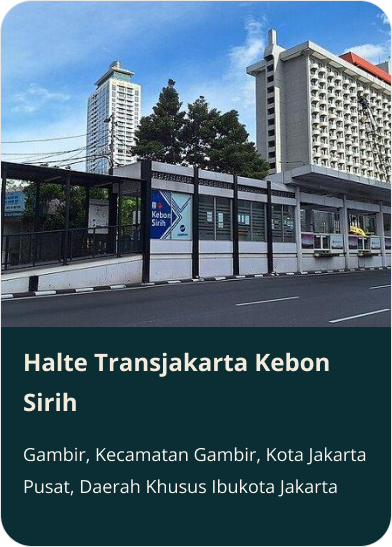 Kebon
Sirih
Halte Transjakarta Kebon
Sirih
Gambir, Kecamatan Gambir, Kota Jakarta
Pusat, Daerah Khusus Ibukota Jakarta